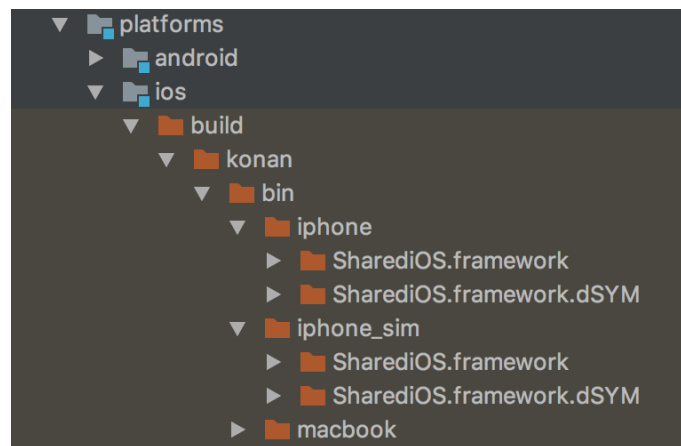 platforms
android
ios
build
konan
bin
iphone
SharediOS.framework
SharediOS.framework.dSYM
iphone_sim
SharediOS.framework
SharediOS.framework.dSYM
macbook